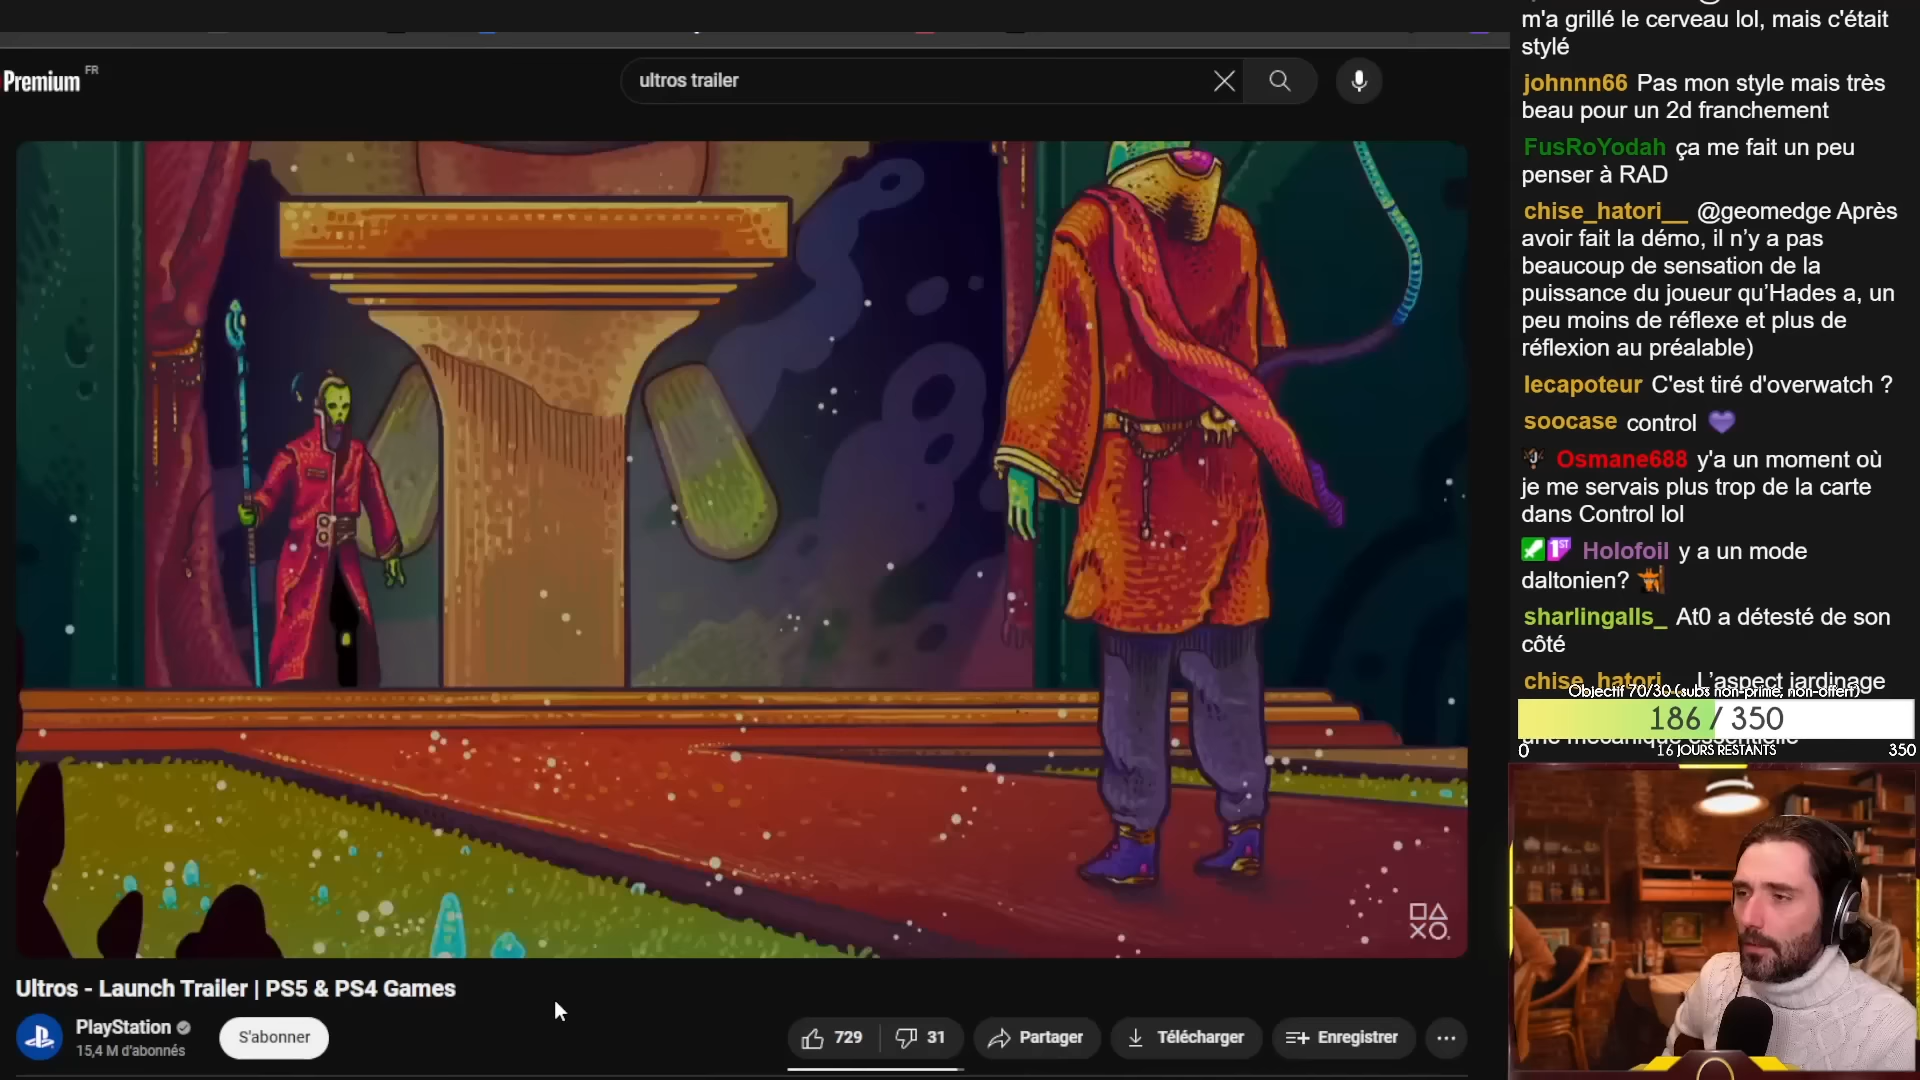 Premium FR
ultros trailer
Ultros - Launch Trailer | PS5 & PS4 Games
PlayStation
15,4 M d'abonnés
S'abonner
729
31
Partager
Télécharger
Enregistrer
m'a grillé le cerveau lol, mais c'était
stylé
johnnn66 Pas mon style mais très
beau pour un 2d franchement
FusRoYodah ça me fait un peu
penser à RAD
chise_hatori__ @geomedge Après
avoir fait la démo, il n'y a pas
beaucoup de sensation de la
puissance du joueur qu'Hades a, un
peu moins de réflexe et plus de
réflexion au préalable)
lecapoteur C'est tiré d'overwatch ?
soocase control
Osmane688 y'a un moment où
je me servais plus trop de la carte
dans Control lol
1ST Holofoil y a un mode
daltonien?
sharlingalls_ At0 a détesté de son
côté
chise_hatori__ L'aspect jardinage
Objectif 70/30 (subs non-prime, non-offert)
186 / 350
une mécanique essentielle
0 16 JOURS RESTANTS 350